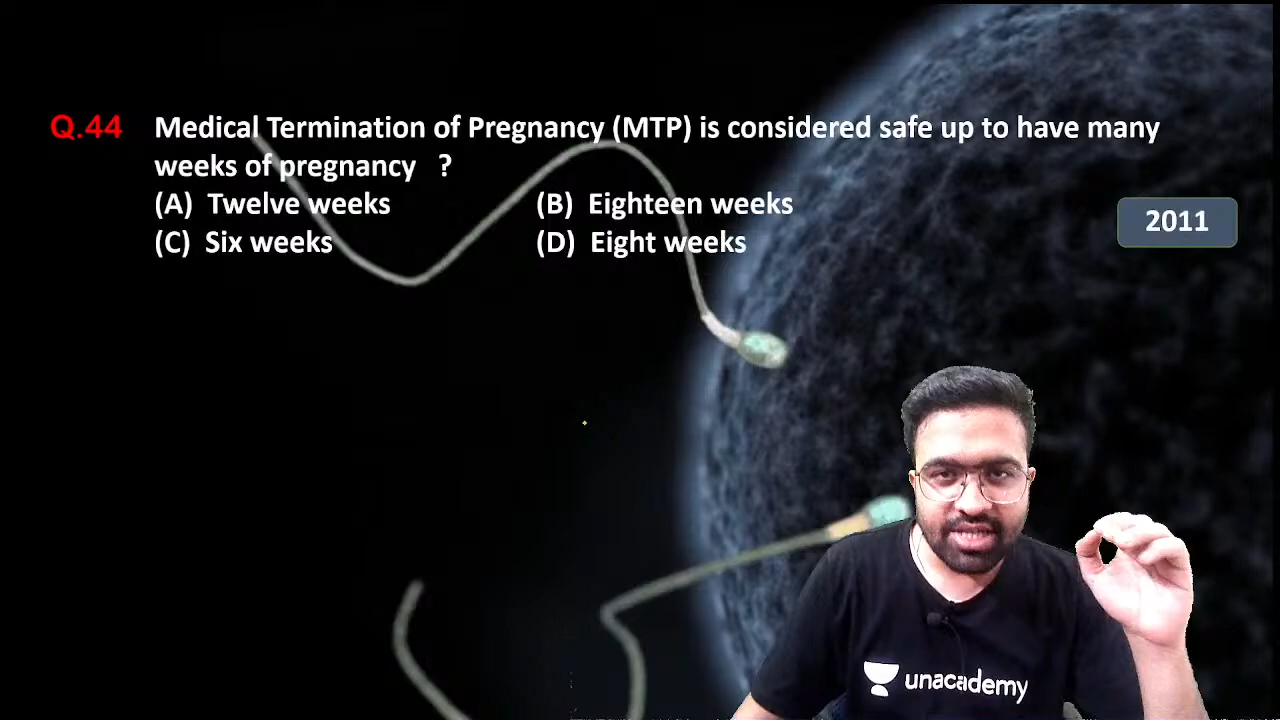 Q.44 Medical Termination of Pregnancy (MTP) is considered safe up to have many
weeks of pregnancy ?
(A) Twelve weeks (B) Eighteen weeks
2011
(C) Six weeks (D) Eight weeks
unacademy